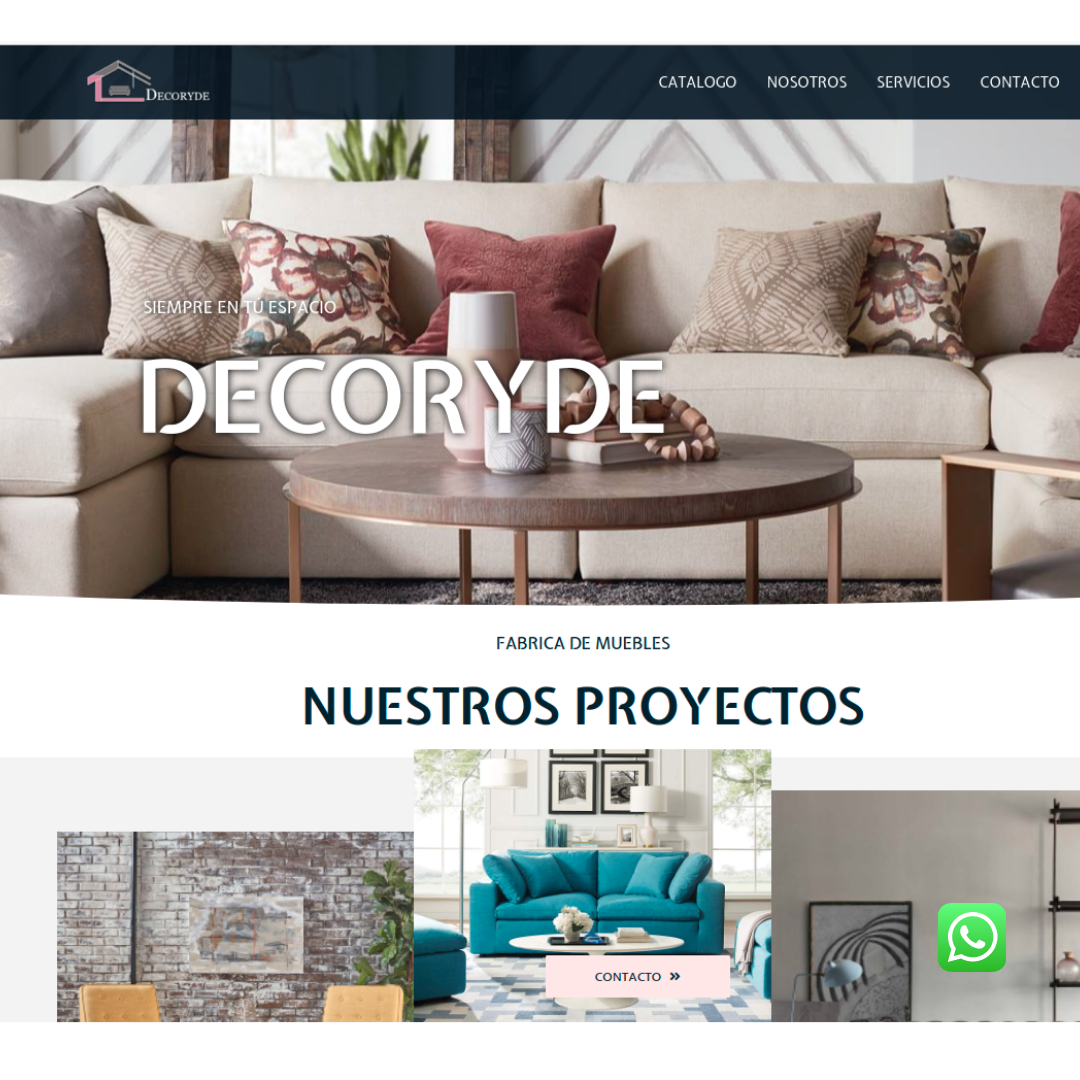 DECORYDE
CATALOGO NOSOTROS SERVICIOS CONTACTO
SIEMPRE EN TU ESPACIO
DECORYDE
FABRICA DE MUEBLES
NUESTROS PROYECTOS
CONTACTO »